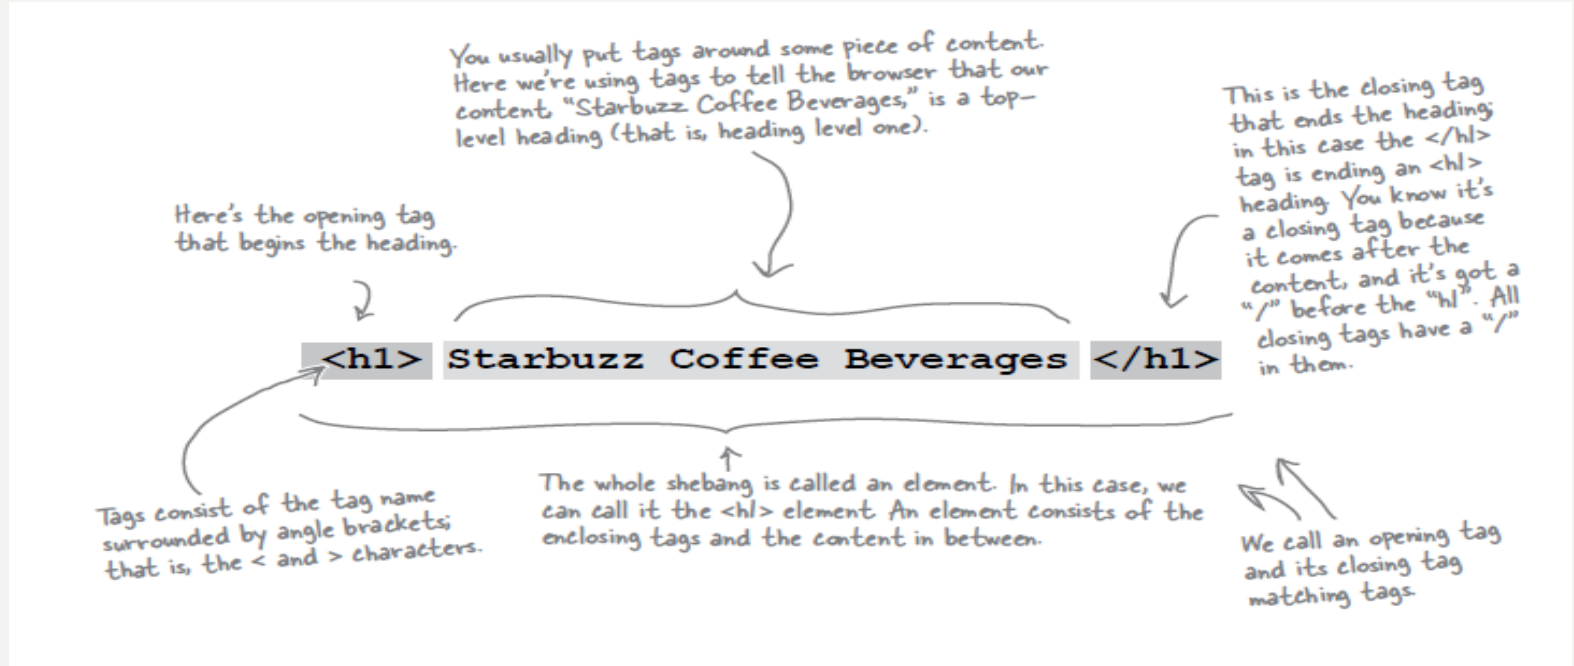 You usually put tags around some piece of content.
Here we're using tags to tell the browser that our
content, "Starbuzz Coffee Beverages," is a top-
level heading (that is, heading level one).
This is the closing tag
that ends the heading;
in this case the </h1>
tag is ending an <h1>
heading. You know it's
a closing tag because
it comes after the
content, and it's got a
"/" before the "h1". All
closing tags have a "/"
in them.
Here's the opening tag
that begins the heading.
<h1> Starbuzz Coffee Beverages </h1>
Tags consist of the tag name
surrounded by angle brackets;
that is, the < and > characters.
The whole shebang is called an element. In this case, we
can call it the <h1> element. An element consists of the
enclosing tags and the content in between.
We call an opening tag
and its closing tag
matching tags.